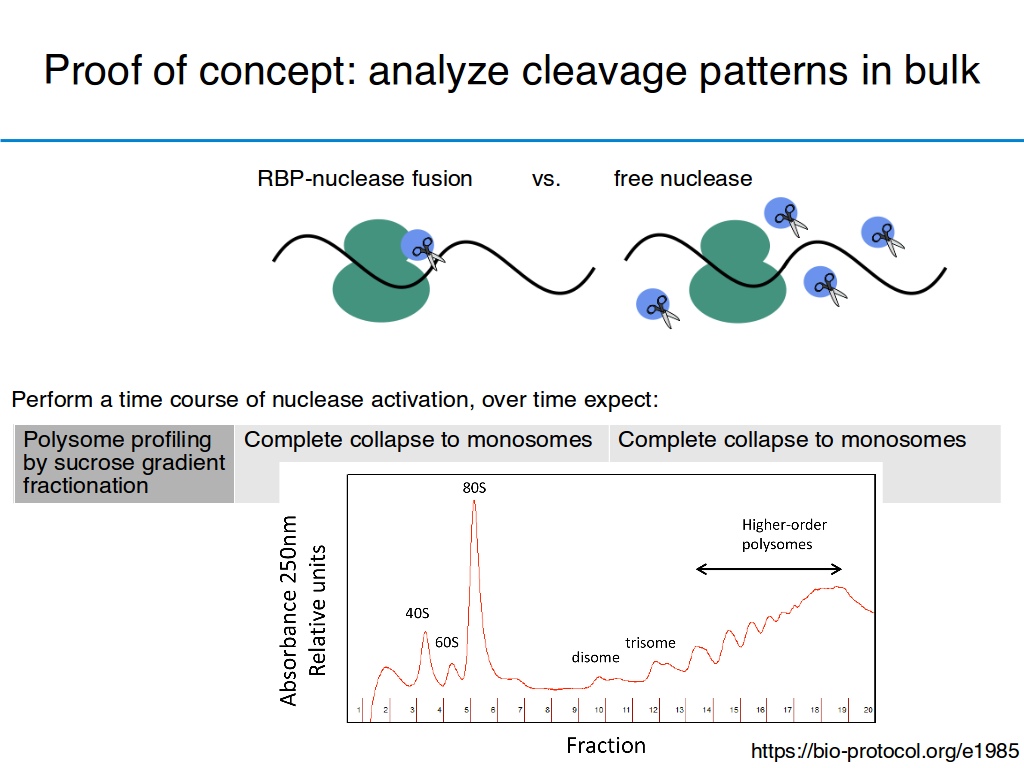 Proof of concept: analyze cleavage patterns in bulk
RBP-nuclease fusion vs. free nuclease
Perform a time course of nuclease activation, over time expect:
Polysome profiling
by sucrose gradient
fractionation
Complete collapse to monosomes
Complete collapse to monosomes
Absorbance 250nm
Relative units
80S
40S
60S
disome
trisome
Higher-order
polysomes
1 2 3 4 5 6 7 8 9 10 11 12 13 14 15 16 17 18 19 20
Fraction
https://bio-protocol.org/e1985